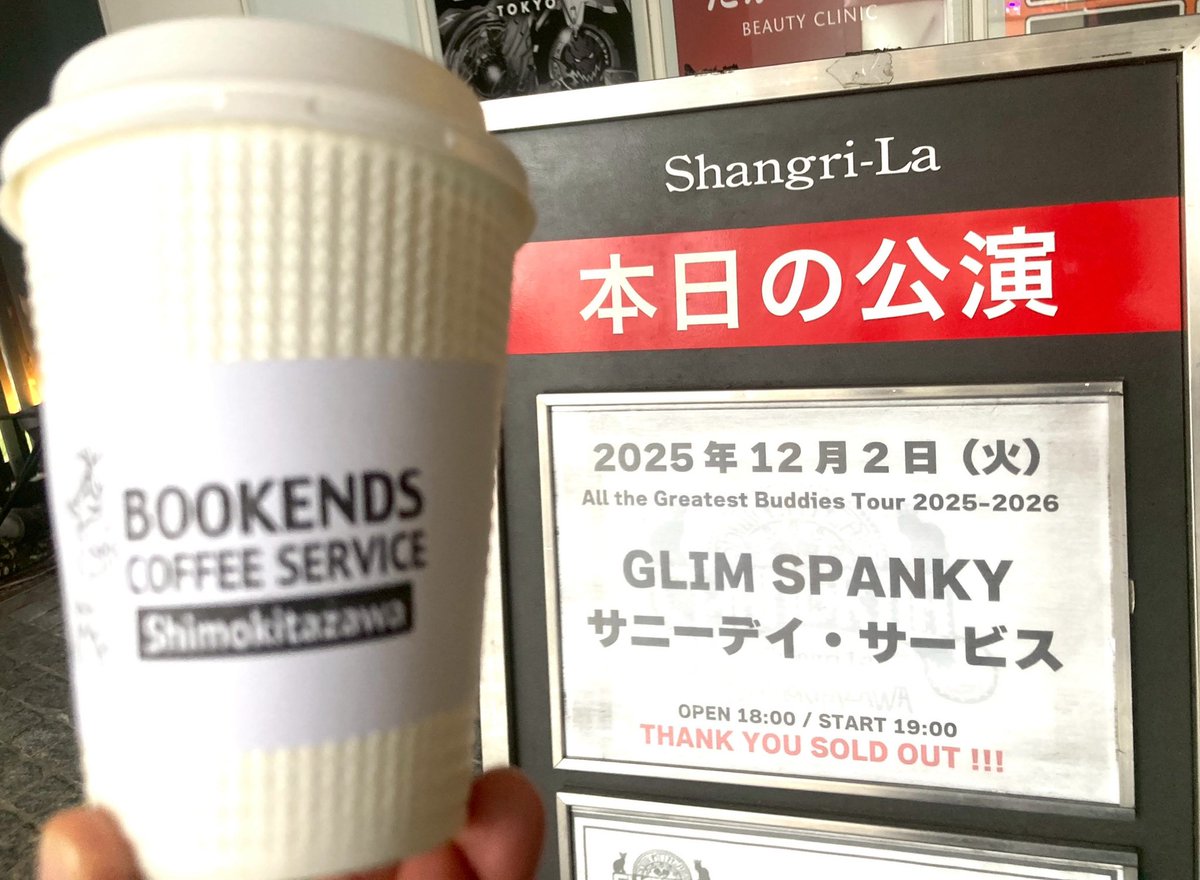 TOKYO
BEAUTY CLINIC
Shangri-La
本日の公演
2025年12月2日（火）
All the Greatest Buddies Tour 2025-2026
GLIM SPANKY
サニーデイ・サービス
OPEN 18:00 / START 19:00
THANK YOU SOLD OUT !!!
BOOKENDS
COFFEE SERVICE
Shimokitazawa